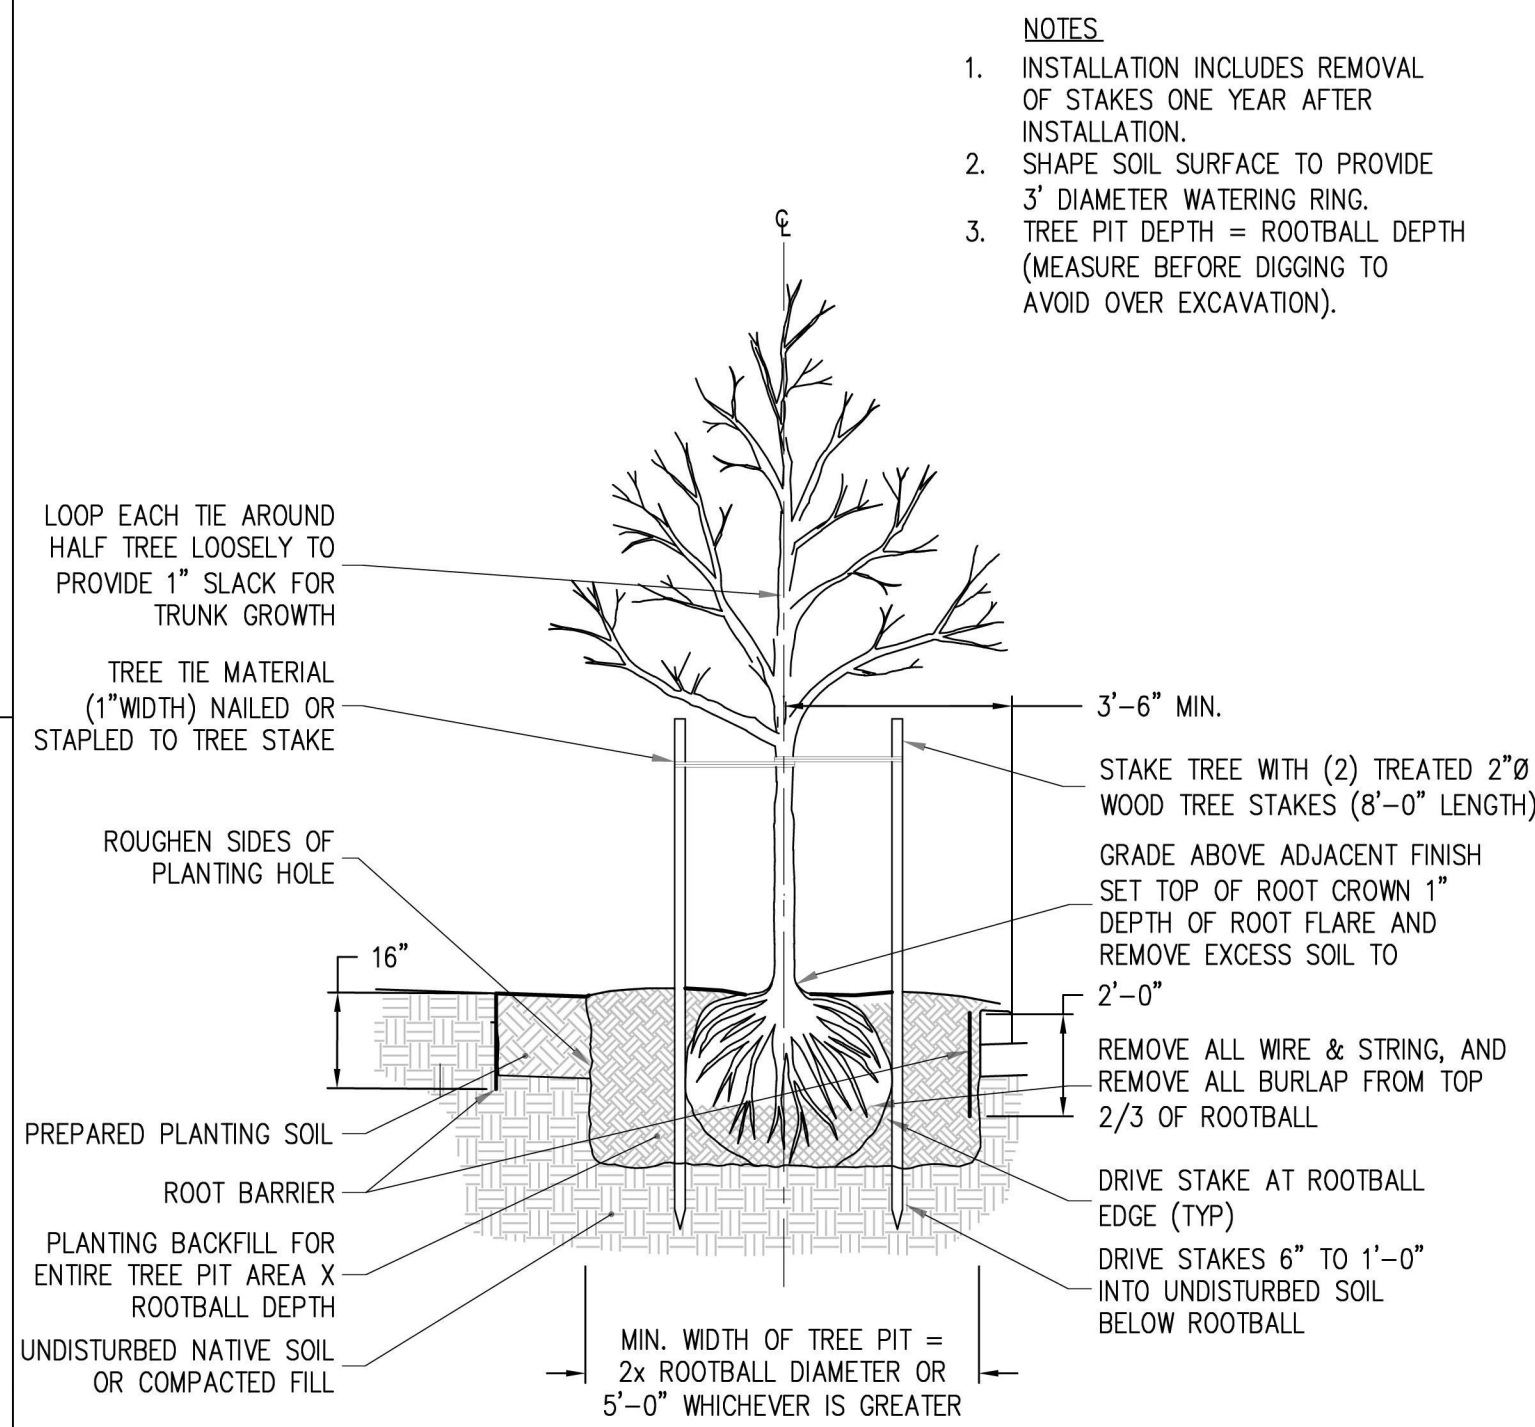 NOTES
1. INSTALLATION INCLUDES REMOVAL
OF STAKES ONE YEAR AFTER
INSTALLATION.
2. SHAPE SOIL SURFACE TO PROVIDE
3' DIAMETER WATERING RING.
3. TREE PIT DEPTH = ROOTBALL DEPTH
(MEASURE BEFORE DIGGING TO
AVOID OVER EXCAVATION).
℄
LOOP EACH TIE AROUND
HALF TREE LOOSELY TO
PROVIDE 1" SLACK FOR
TRUNK GROWTH
TREE TIE MATERIAL
(1"WIDTH) NAILED OR
STAPLED TO TREE STAKE
ROUGHEN SIDES OF
PLANTING HOLE
16"
PREPARED PLANTING SOIL
ROOT BARRIER
PLANTING BACKFILL FOR
ENTIRE TREE PIT AREA X
ROOTBALL DEPTH
UNDISTURBED NATIVE SOIL
OR COMPACTED FILL
3'-6" MIN.
STAKE TREE WITH (2) TREATED 2"Ø
WOOD TREE STAKES (8'-0" LENGTH)
GRADE ABOVE ADJACENT FINISH
SET TOP OF ROOT CROWN 1"
DEPTH OF ROOT FLARE AND
REMOVE EXCESS SOIL TO
2'-0"
REMOVE ALL WIRE & STRING, AND
REMOVE ALL BURLAP FROM TOP
2/3 OF ROOTBALL
DRIVE STAKE AT ROOTBALL
EDGE (TYP)
DRIVE STAKES 6" TO 1'-0"
INTO UNDISTURBED SOIL
BELOW ROOTBALL
MIN. WIDTH OF TREE PIT =
2x ROOTBALL DIAMETER OR
5'-0" WHICHEVER IS GREATER